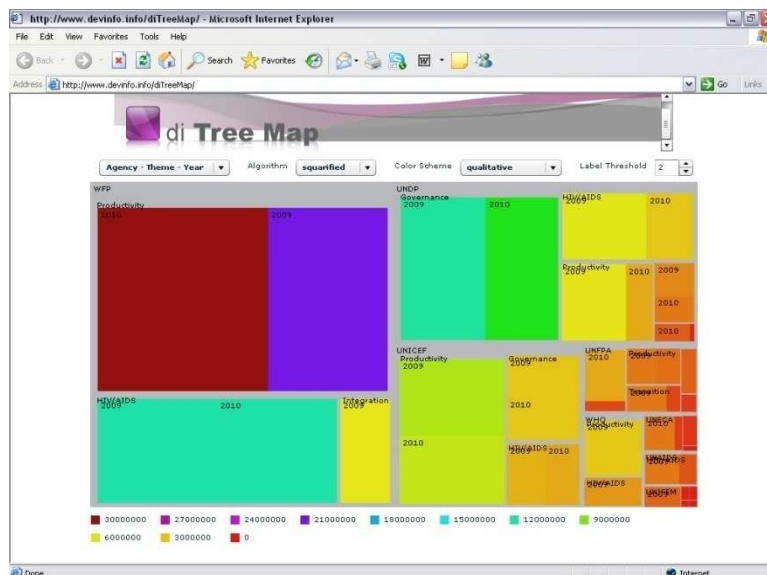 http://www.devinfo.info/diTreeMap/ - Microsoft Internet Explorer
File Edit View Favorites Tools Help
Back Search Favorites
Address http://www.devinfo.info/diTreeMap/ Go Links
di Tree Map
Agency - Theme - Year Algorithm squarified Color Scheme qualitative Label Threshold 2
WFP
Productivity
2010 2009
HIV/AIDS
2009 2010
Integration
2009
UNDP
Governance
2009 2010
HIV/AIDS
2009 2010
Productivity
2009 2010
2009
2010
2010
UNICEF
Productivity
2009
2010
Governance
2009
2010
HIV/AIDS
2009 2010
UNFPA
2010
Productivity
2009
Transition
2009
WHO
Productivity
2009
HIV/AIDS
2009
UNECA
2010
UNAIDS
HIV/AIDS
2009
UNIFEM
2009
30000000 27000000 24000000 21000000 18000000 15000000 12000000 9000000
6000000 3000000 0
Done Internet